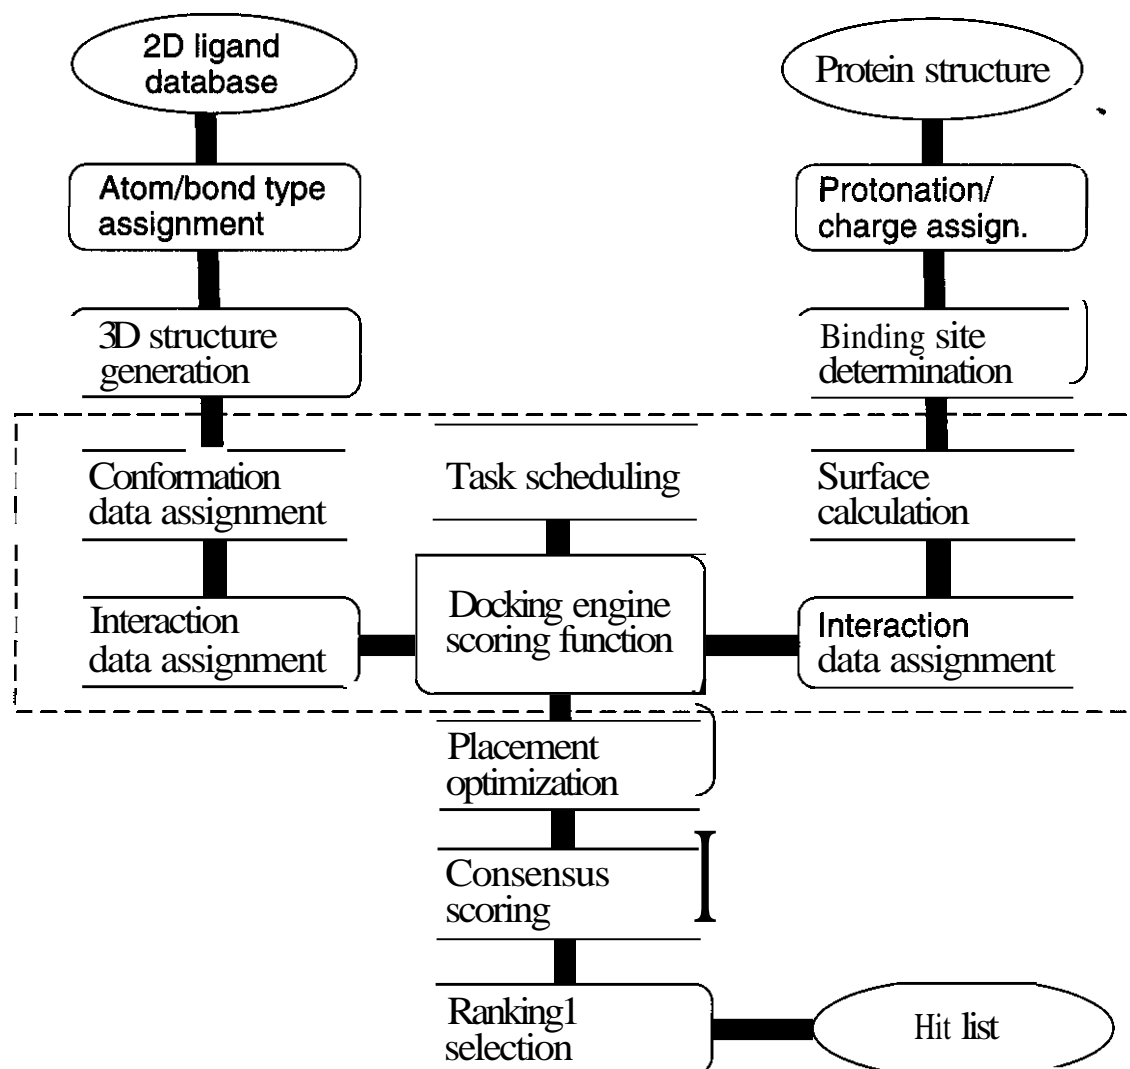 2D ligand
database
Protein structure
Atom/bond type
assignment
Protonation/
charge assign.
3D structure
generation
Binding site
determination
Conformation
data assignment
Task scheduling
Surface
calculation
Interaction
data assignment
Docking engine
scoring function
Interaction
data assignment
Placement
optimization
Consensus
scoring
Ranking1
selection
Hit list